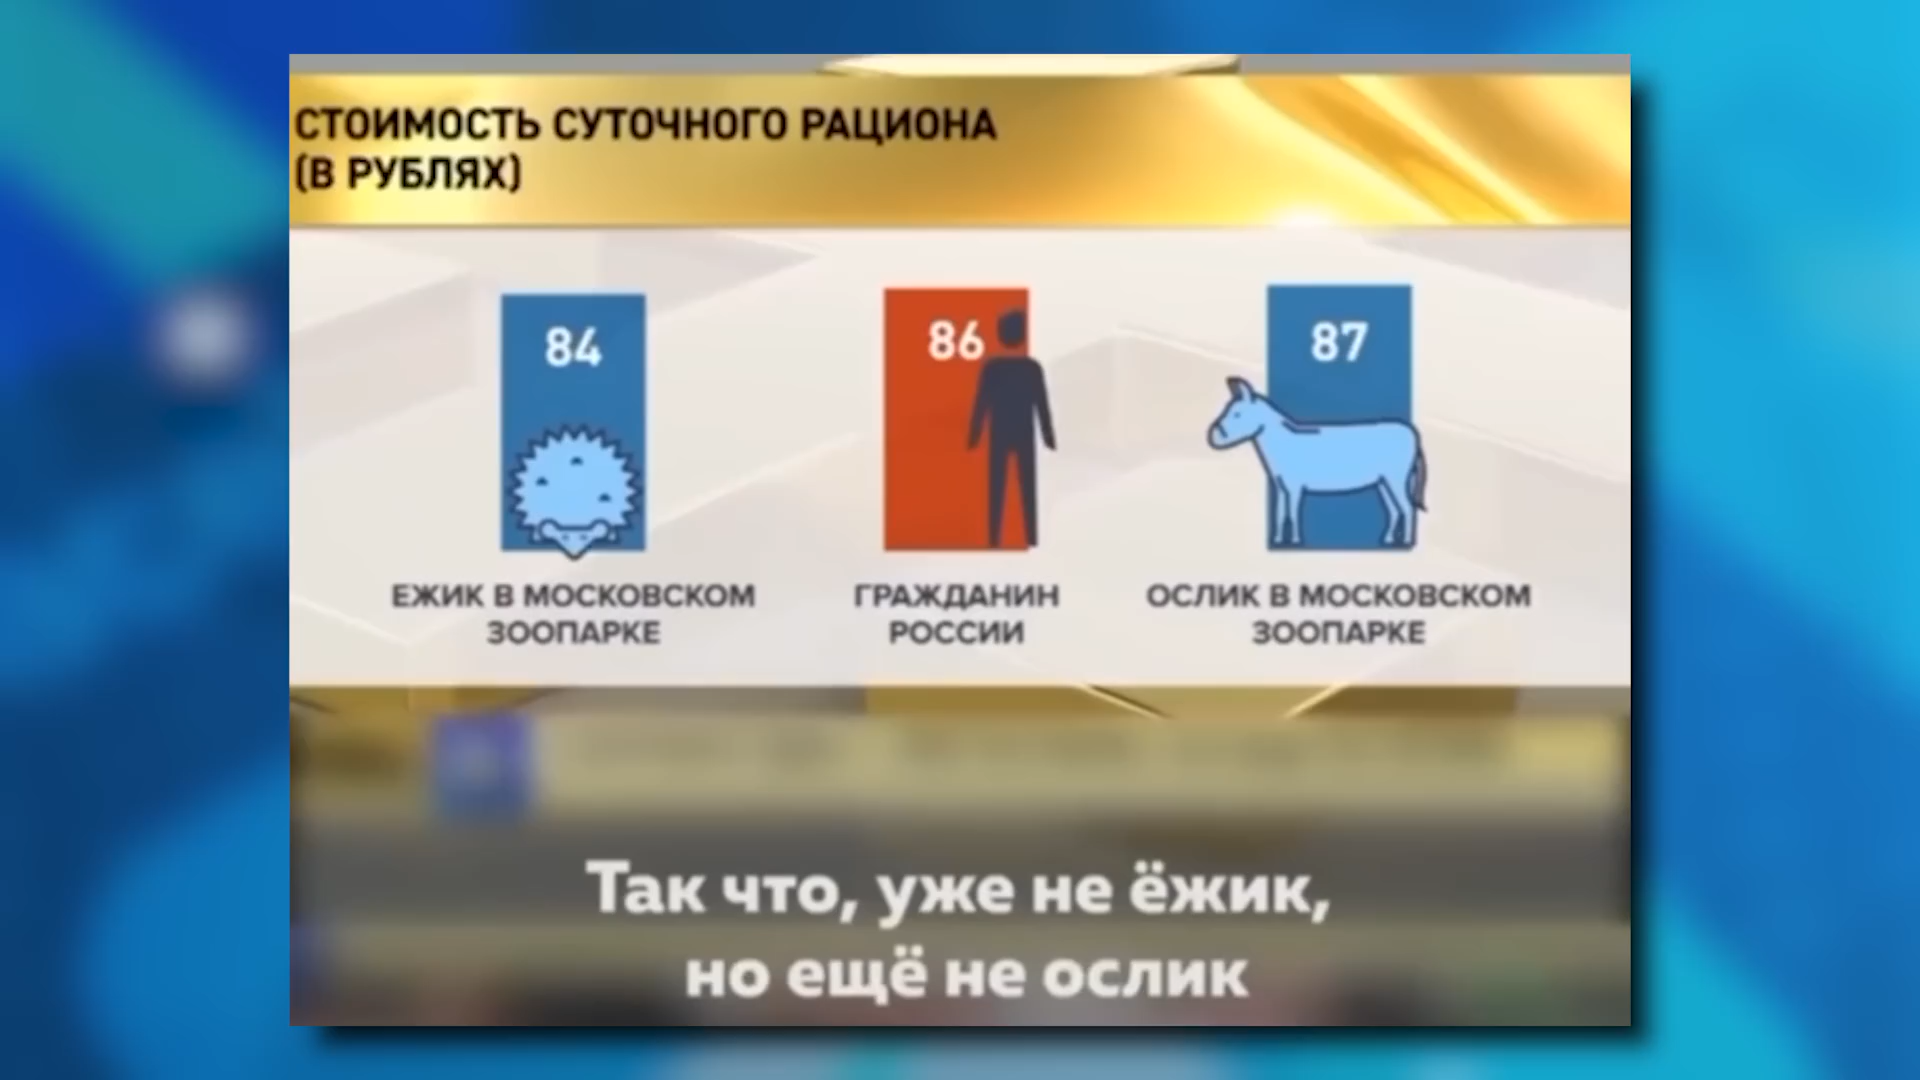 СТОИМОСТЬ СУТОЧНОГО РАЦИОНА
(В РУБЛЯХ)
84
86
87
ЕЖИК В МОСКОВСКОМ
ЗООПАРКЕ
ГРАЖДАНИН
РОССИИ
ОСЛИК В МОСКОВСКОМ
ЗООПАРКЕ
Так что, уже не ёжик,
но ещё не ослик